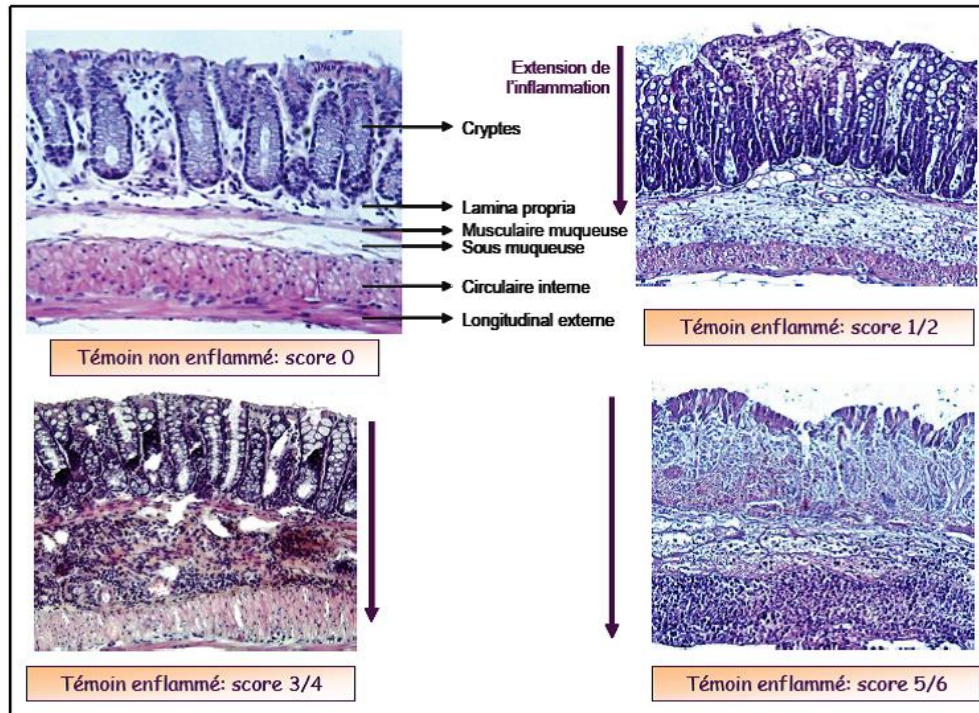 Extension de
l'inflammation
Cryptes
Lamina propria
Musculaire muqueuse
Sous muqueuse
Circulaire interne
Longitudinal externe
Témoin non enflammé: score 0
Témoin enflammé: score 1/2
Témoin enflammé: score 3/4
Témoin enflammé: score 5/6